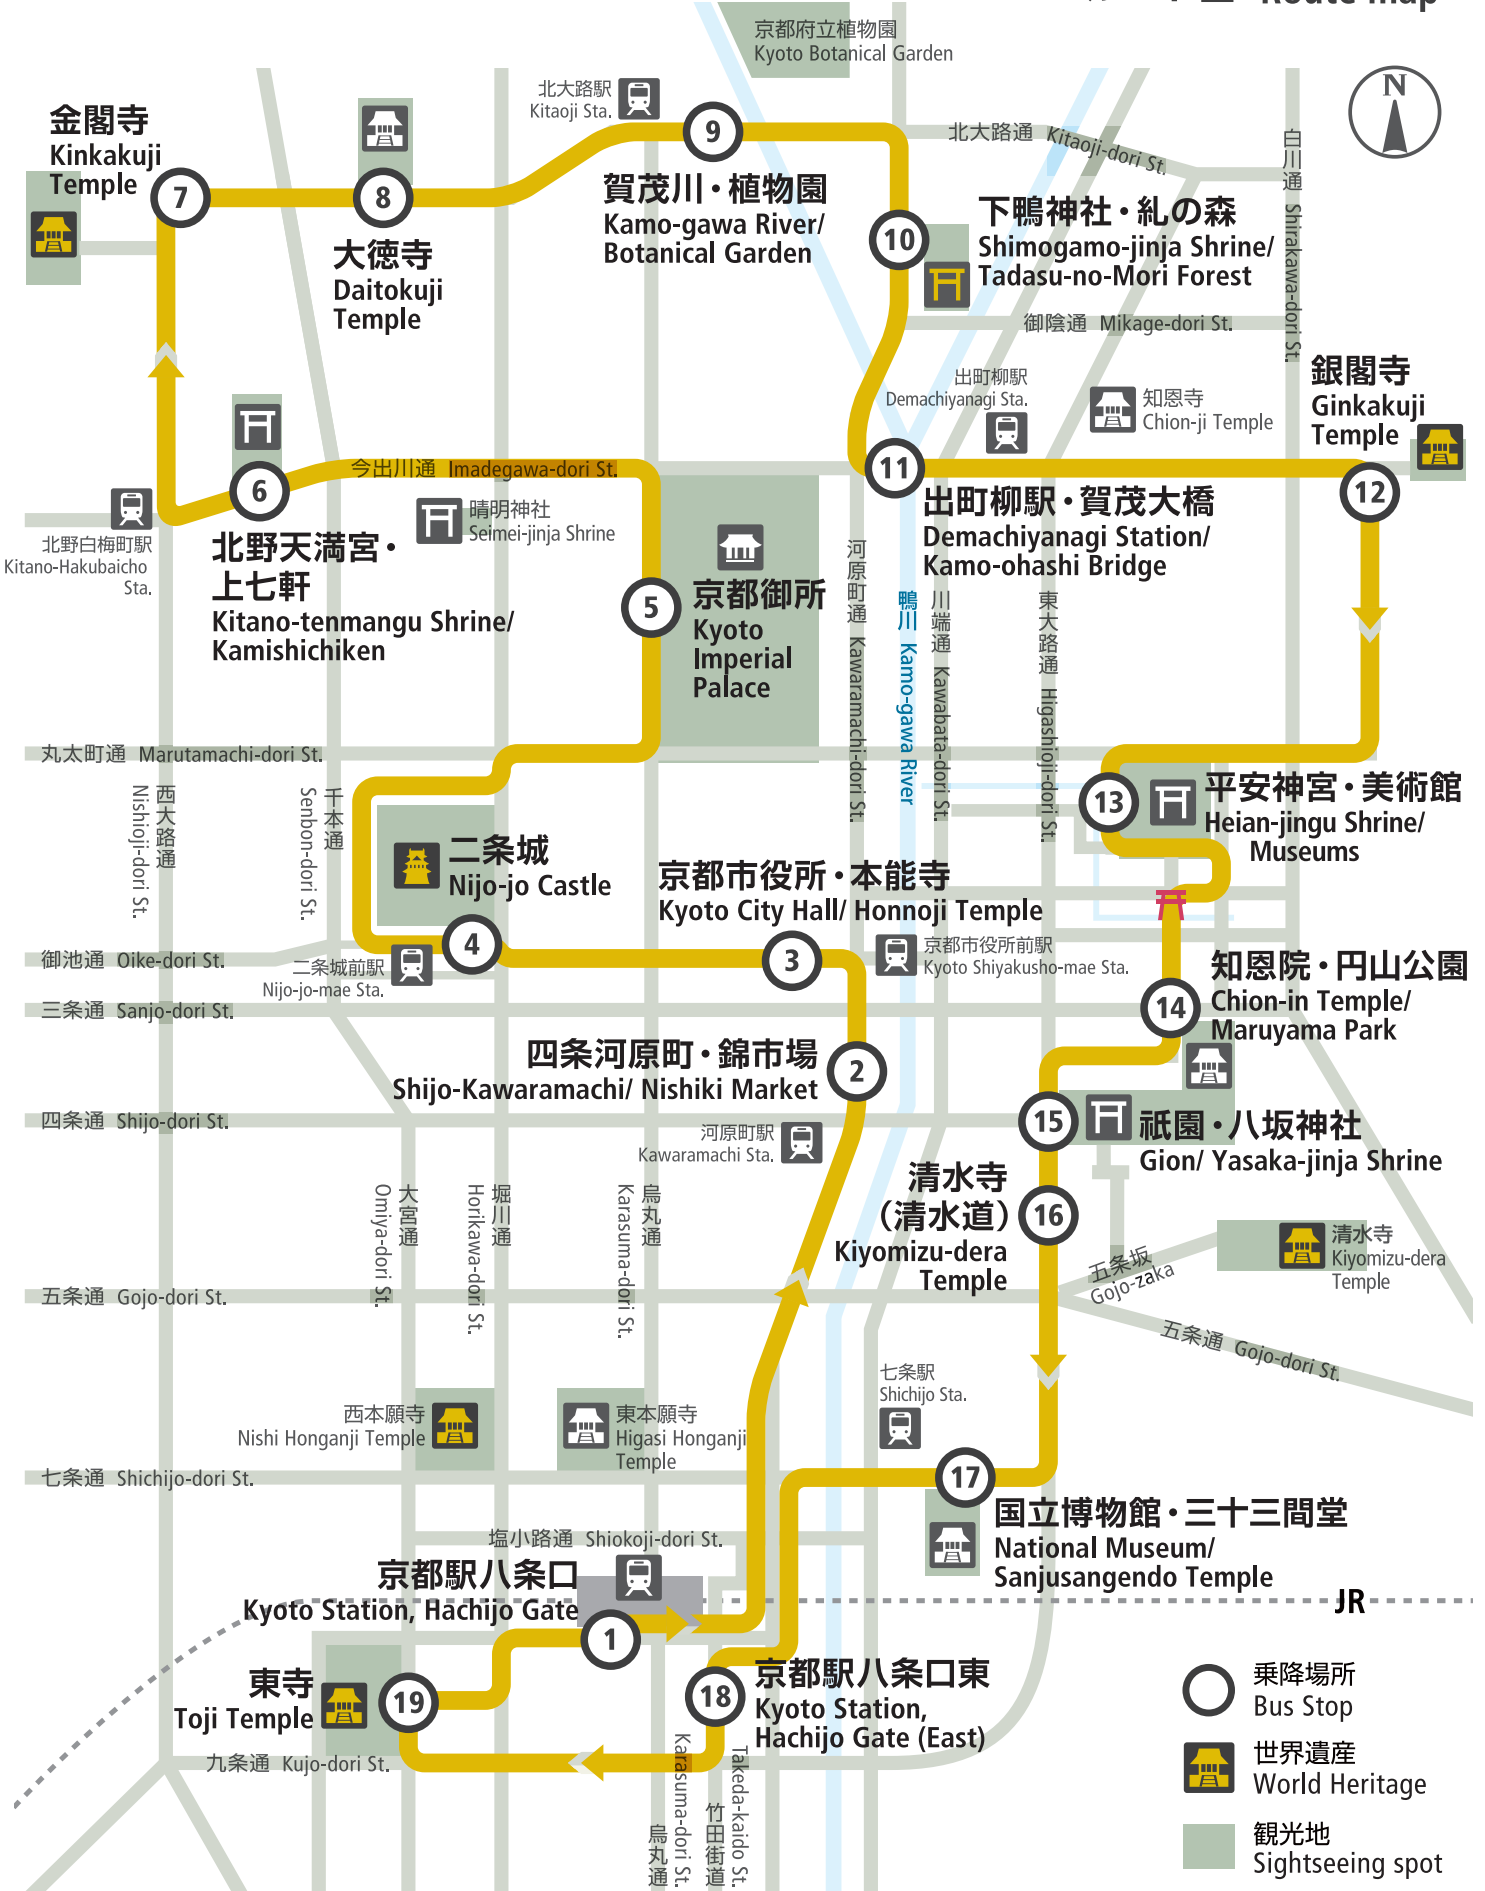 Route map
京都府立植物園
Kyoto Botanical Garden
N
北大路駅
Kitaoji Sta.
金閣寺
Kinkakuji
Temple
7
8
大徳寺
Daitokuji
Temple
9
賀茂川・植物園
Kamo-gawa River/
Botanical Garden
北大路通 Kitaoji-dori St.
白川通 Shirakawa-dori St.
10
下鴨神社・糺の森
Shimogamo-jinja Shrine/
Tadasu-no-Mori Forest
御陰通 Mikage-dori St.
出町柳駅
Demachiyanagi Sta.
知恩寺
Chion-ji Temple
銀閣寺
Ginkakuji
Temple
今出川通 Imadegawa-dori St.
11
出町柳駅・賀茂大橋
Demachiyanagi Station/
Kamo-ohashi Bridge
12
6
北野白梅町駅
Kitano-Hakubaicho
Sta.
北野天満宮・
上七軒
Kitano-tenmangu Shrine/
Kamishichiken
晴明神社
Seimei-jinja Shrine
5
京都御所
Kyoto
Imperial
Palace
河原町通 Kawaramachi-dori St.
鴨川 Kamo-gawa River
川端通 Kawabata-dori St.
東大路通 Higashioji-dori St.
丸太町通 Marutamachi-dori St.
西大路通
Nishioji-dori St.
千本通
Senbon-dori St.
13
平安神宮・美術館
Heian-jingu Shrine/
Museums
二条城
Nijo-jo Castle
京都市役所・本能寺
Kyoto City Hall/ Honnoji Temple
4
3
御池通 Oike-dori St.
二条城前駅
Nijo-jo-mae Sta.
京都市役所前駅
Kyoto Shiyakusho-mae Sta.
知恩院・円山公園
Chion-in Temple/
Maruyama Park
14
三条通 Sanjo-dori St.
四条河原町・錦市場
Shijo-Kawaramachi/ Nishiki Market
2
四条通 Shijo-dori St.
河原町駅
Kawaramachi Sta.
15
祇園・八坂神社
Gion/ Yasaka-jinja Shrine
清水寺
（清水道）
Kiyomizu-dera
Temple
16
大宮通
Omiya-dori St.
堀川通
Horikawa-dori St.
烏丸通
Karasuma-dori St.
清水寺
Kiyomizu-dera
Temple
五条坂
Gojo-zaka
五条通 Gojo-dori St.
五条通 Gojo-dori St.
七条駅
Shichijo Sta.
西本願寺
Nishi Honganji Temple
東本願寺
Higasi Honganji
Temple
七条通 Shichijo-dori St.
17
国立博物館・三十三間堂
National Museum/
Sanjusangendo Temple
塩小路通 Shiokoji-dori St.
京都駅八条口
Kyoto Station, Hachijo Gate
1
JR
東寺
Toji Temple
19
18
京都駅八条口東
Kyoto Station,
Hachijo Gate (East)
九条通 Kujo-dori St.
烏丸通
Karasuma-dori St.
竹田街道
Takeda-kaido St.
乗降場所
Bus Stop
世界遺産
World Heritage
観光地
Sightseeing spot